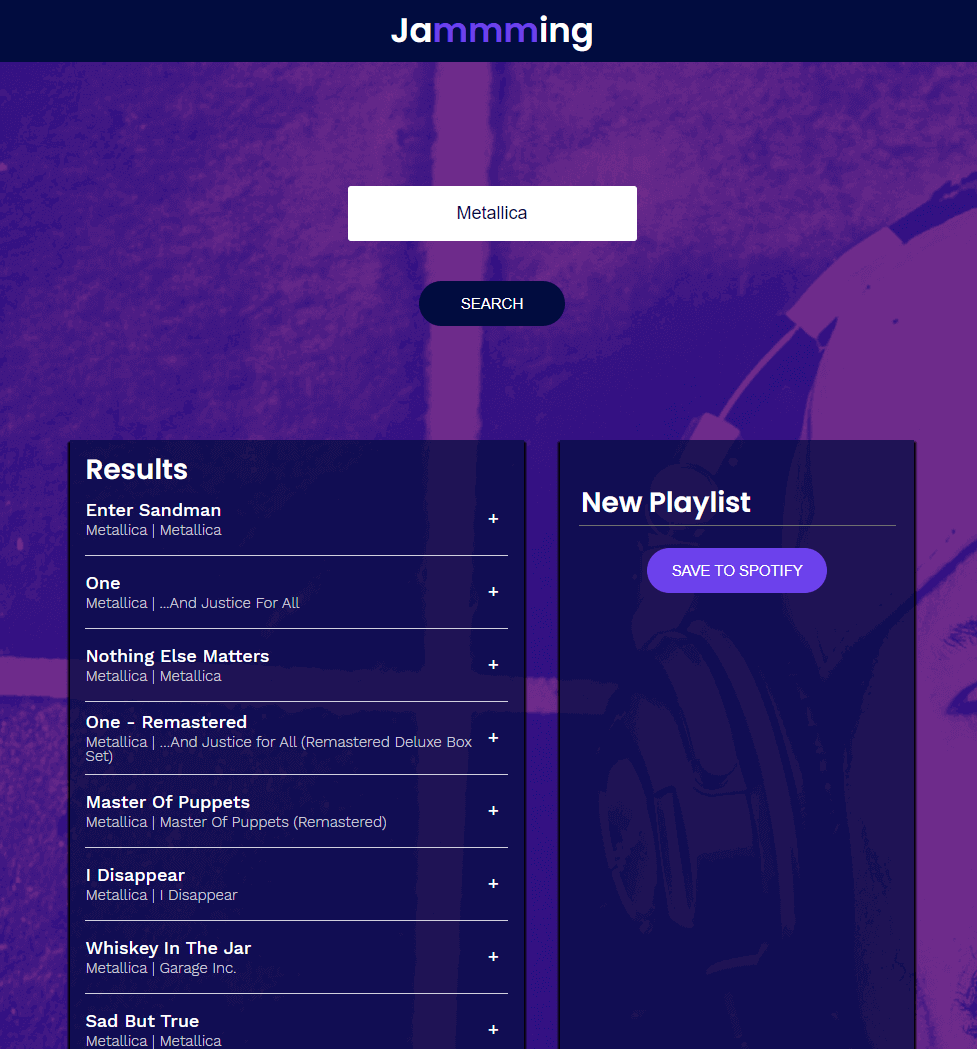 Jammming
Metallica
SEARCH
Results
Enter Sandman
Metallica | Metallica
+
One
Metallica | ...And Justice For All
+
Nothing Else Matters
Metallica | Metallica
+
One - Remastered
Metallica | ...And Justice for All (Remastered Deluxe Box
Set)
+
Master Of Puppets
Metallica | Master Of Puppets (Remastered)
+
I Disappear
Metallica | I Disappear
+
Whiskey In The Jar
Metallica | Garage Inc.
+
Sad But True
Metallica | Metallica
+
New Playlist
SAVE TO SPOTIFY